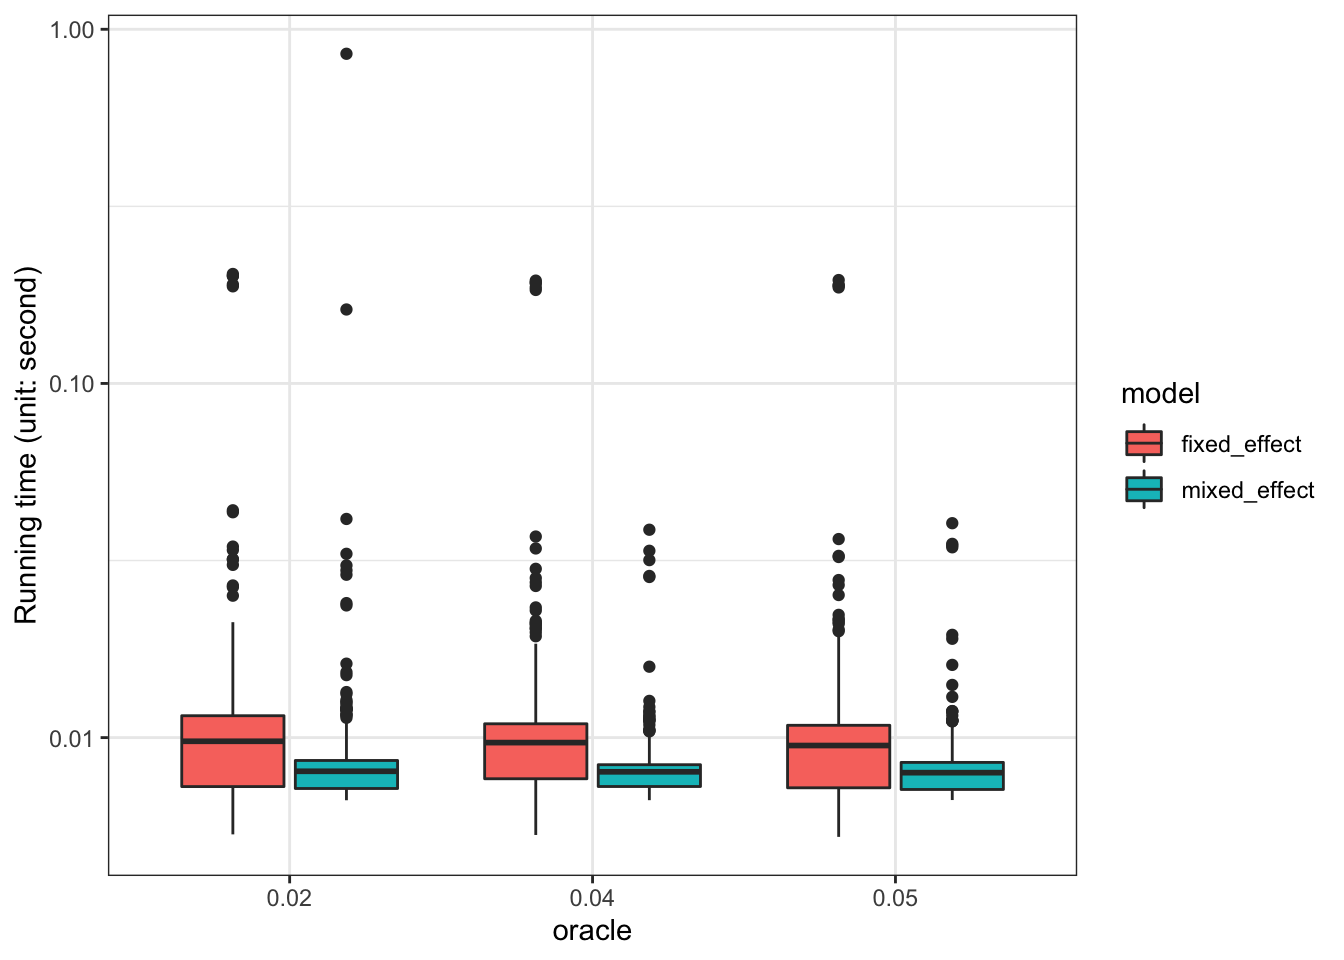 1.00
0.10
0.01
Running time (unit: second)
0.02
0.04
0.05
oracle
model
fixed_effect
mixed_effect